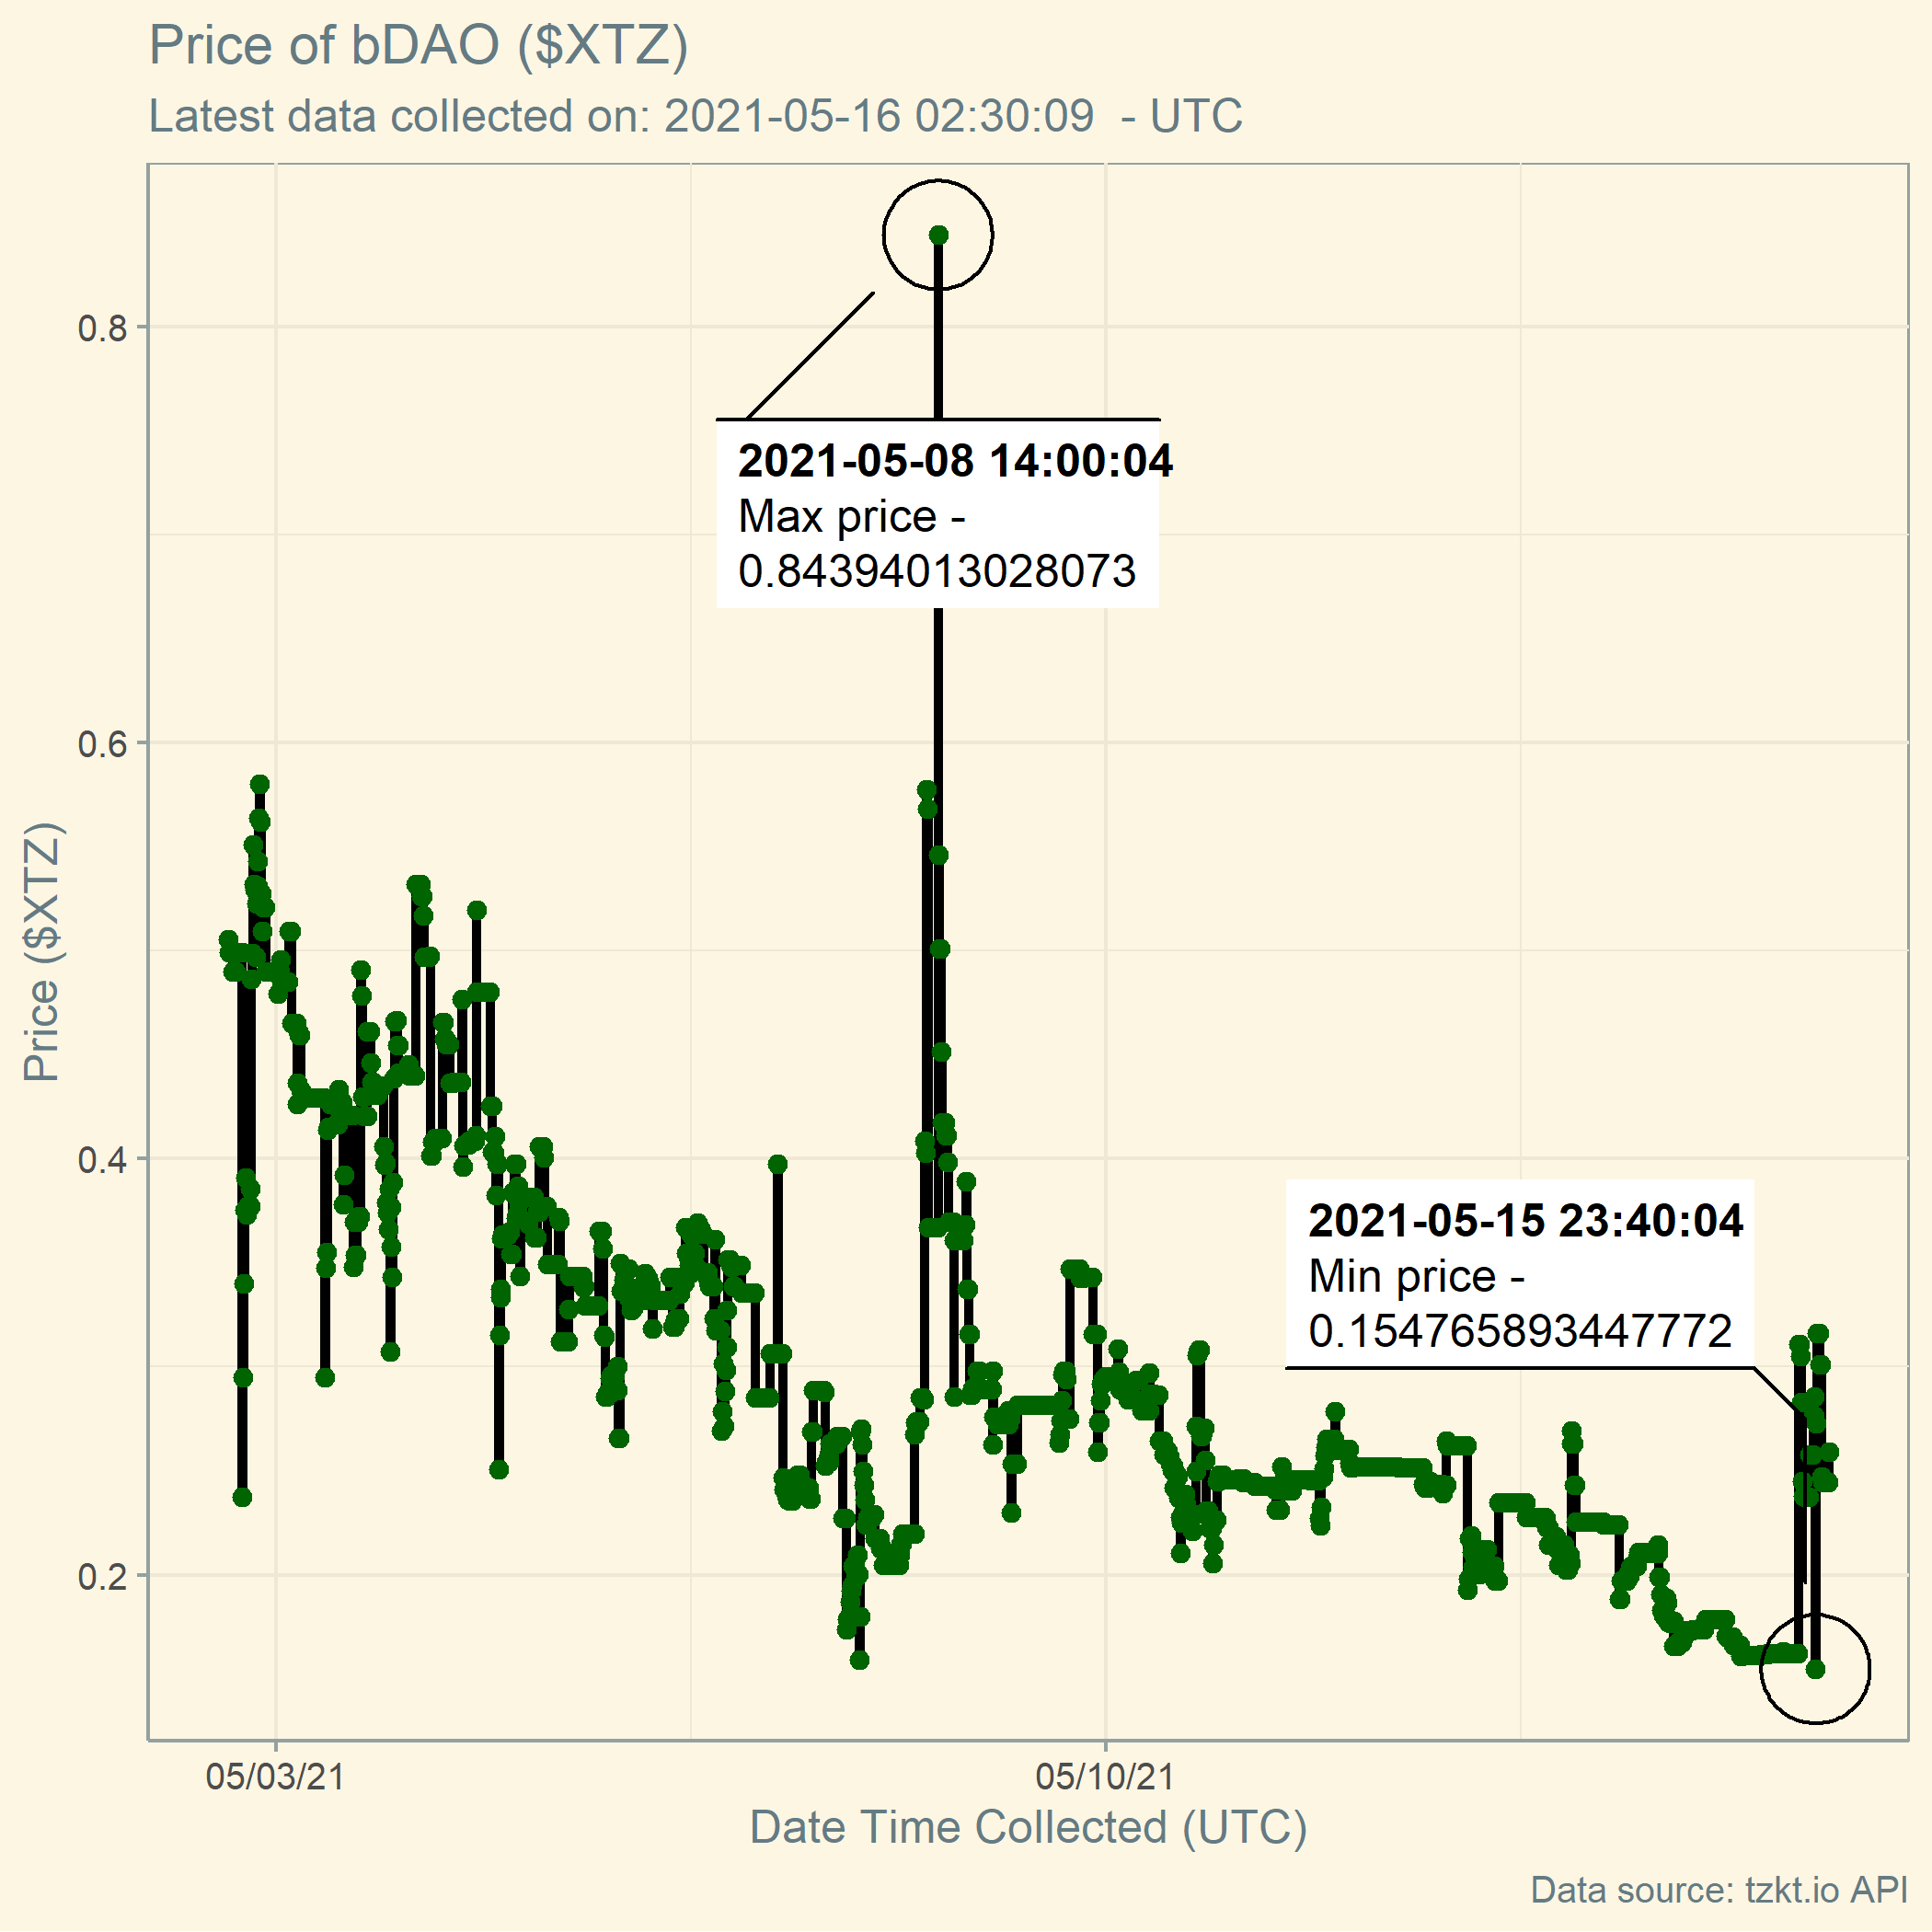 Price of bDAO ($XTZ)
Latest data collected on: 2021-05-16 02:30:09  - UTC
0.8
2021-05-08 14:00:04
Max price -
0.84394013028073
0.6
Price ($XTZ)
0.4
2021-05-15 23:40:04
Min price -
0.154765893447772
0.2
05/03/21
05/10/21
Date Time Collected (UTC)
Data source: tzkt.io API